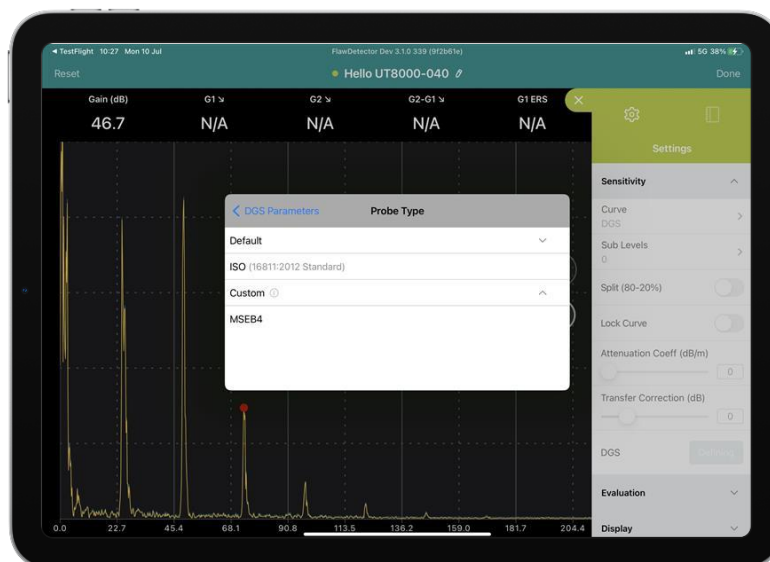 ◀ TestFlight 10:27 Mon 10 Jul
FlawDetector Dev 3.1.0 339 (9f2b61e)
5G 38%
Reset
Hello UT8000-040
Done
Gain (dB)
G1
G2
G2-G1
G1 ERS
46.7
N/A
N/A
N/A
N/A
Settings
Sensitivity
Curve
DGS
Sub Levels
0
Split (80-20%)
Lock Curve
Attenuation Coeff (dB/m)
0
Transfer Correction (dB)
0
DGS
Evaluation
Display
DGS Parameters
Probe Type
Default
ISO (16811:2012 Standard)
Custom
MSEB4
0.0 22.7 45.4 68.1 90.8 113.5 136.2 159.0 181.7 204.4